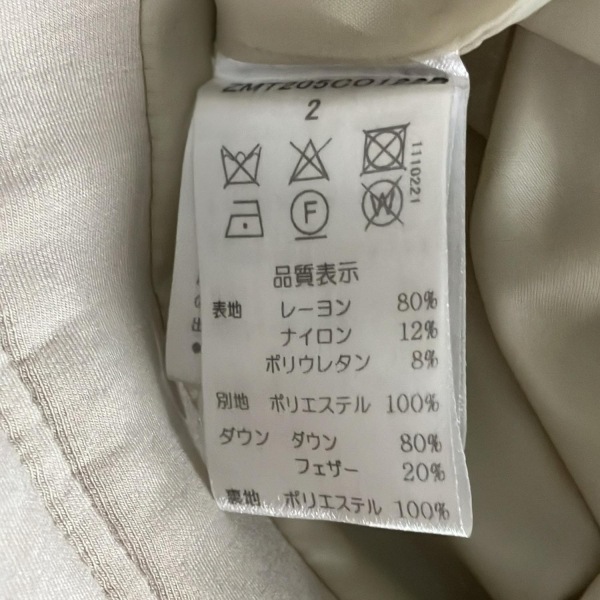 2
1110221
F
W
品質表示
表地 レーヨン 80%
ナイロン 12%
ポリウレタン 8%
別地 ポリエステル 100%
ダウン ダウン 80%
フェザー 20%
裏地 ポリエステル 100%